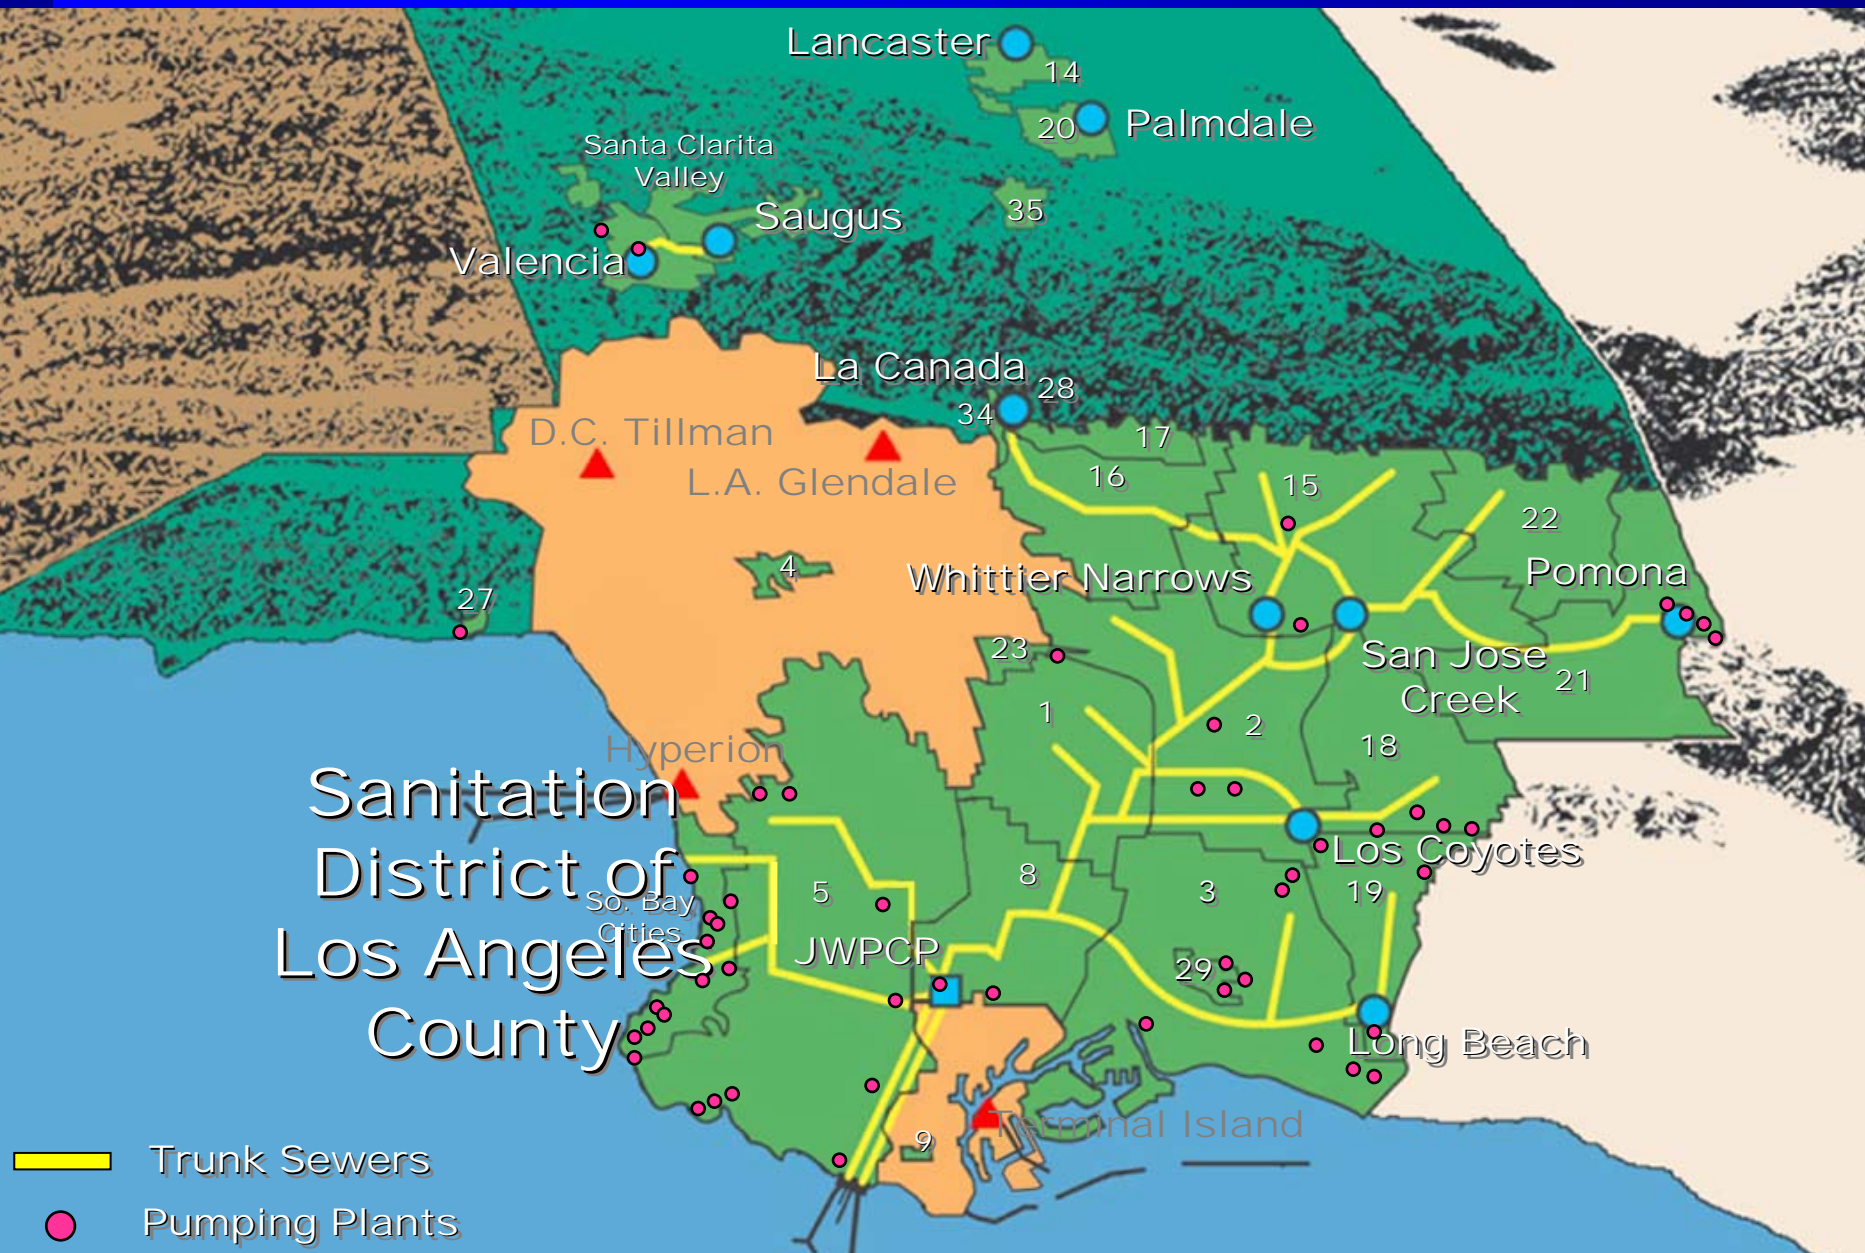 Lancaster
14
20
Palmdale
Santa Clarita
Valley
Saugus
35
Valencia
La Canada
28
34
D.C. Tillman
17
L.A. Glendale
16
15
22
4
Whittier Narrows
Pomona
27
23
San Jose
Creek
21
1
2
18
Hyperion
Sanitation
District of
Los Angeles
County
So. Bay
Cities
5
8
3
Los Coyotes
19
JWPCP
29
Long Beach
Terminal Island
9
Trunk Sewers
Pumping Plants